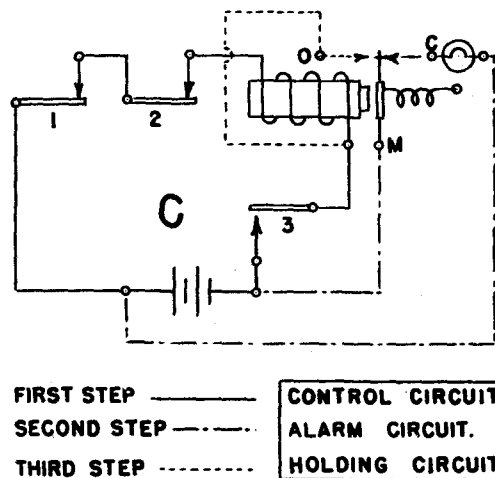 O C
1 2
M
3
C
FIRST STEP CONTROL CIRCUIT
SECOND STEP ALARM CIRCUIT.
THIRD STEP HOLDING CIRCUIT